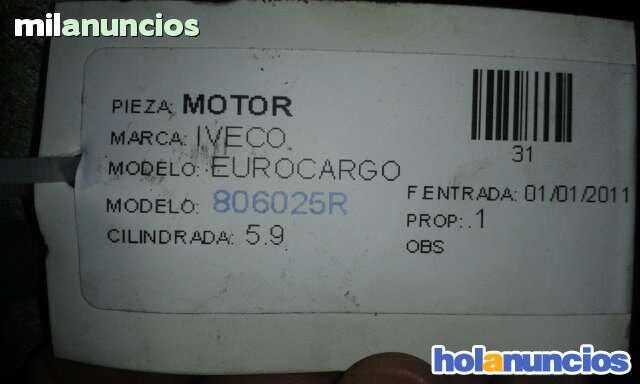 milanuncios
PIEZA: MOTOR
MARCA: IVECO.
MODELO: EUROCARGO
MODELO: 806025R
CILINDRADA: 5.9
31
F.ENTRADA: 01/01/2011
PROP: .1
OBS
holanuncios